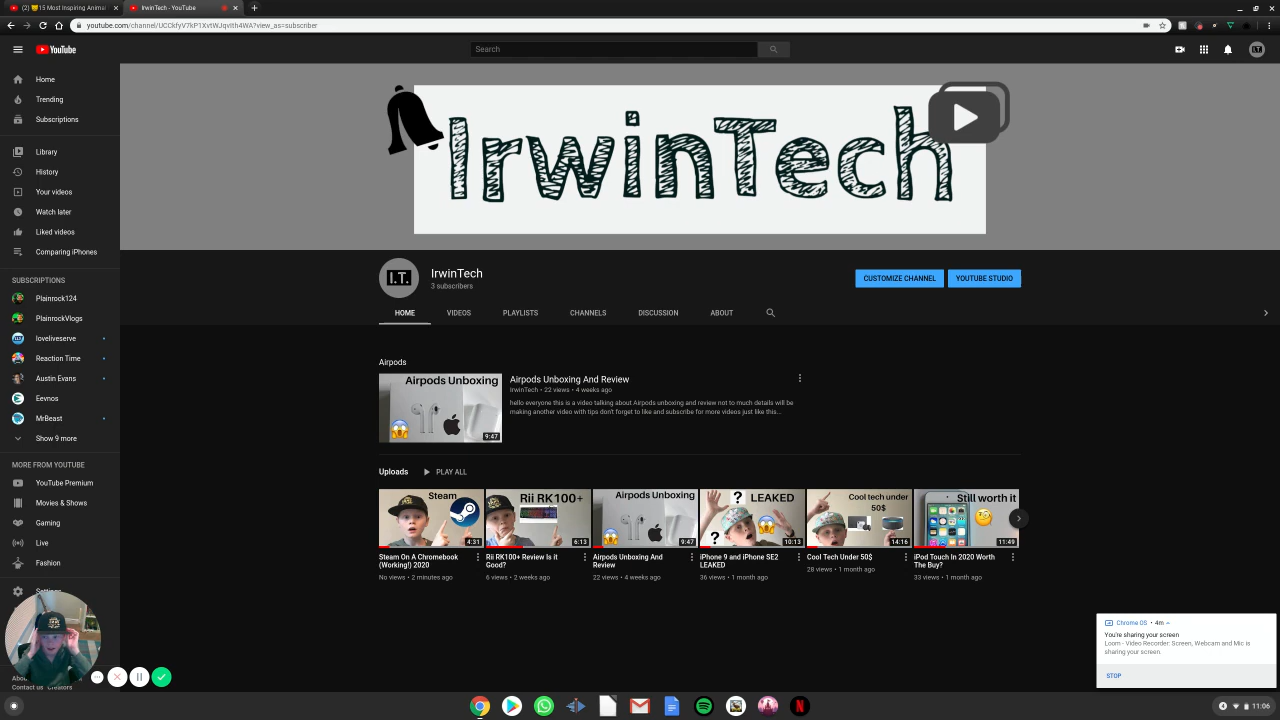 (2) 🐱15 Most Inspiring Animal
IrwinTech - YouTube
youtube.com/channel/UCCkfyV7kP1XvtWJqvith4WA?view_as=subscriber
YouTube
Search
I.T.
Home
Trending
Subscriptions
Library
History
Your videos
Watch later
Liked videos
Comparing iPhones
SUBSCRIPTIONS
Plainrock124
PlainrockVlogs
loveliveserve
Reaction Time
Austin Evans
Eevnos
MrBeast
Show 9 more
MORE FROM YOUTUBE
YouTube Premium
Movies & Shows
Gaming
Live
Fashion
Contact us Creators
IrwinTech
I.T.
IrwinTech
3 subscribers
CUSTOMIZE CHANNEL
YOUTUBE STUDIO
HOME
VIDEOS
PLAYLISTS
CHANNELS
DISCUSSION
ABOUT
Airpods
Airpods Unboxing
9:47
Airpods Unboxing And Review
IrwinTech • 22 views • 4 weeks ago
hello everyone this is a video talking about Airpods unboxing and review not to much details will be
making another video with tips don't forget to like and subscribe for more videos just like this...
Uploads
PLAY ALL
Steam
4:31
Steam On A Chromebook
(Working!) 2020
No views • 2 minutes ago
Rii RK100+
6:13
Rii RK100+ Review Is it
Good?
6 views • 2 weeks ago
Airpods Unboxing
9:47
Airpods Unboxing And
Review
22 views • 4 weeks ago
LEAKED
10:13
iPhone 9 and iPhone SE2
LEAKED
36 views • 1 month ago
Cool tech under
50$
14:16
Cool Tech Under 50$
28 views • 1 month ago
Still worth it
11:49
iPod Touch In 2020 Worth
The Buy?
33 views • 1 month ago
Chrome OS • 4m
You're sharing your screen
Loom - Video Recorder: Screen, Webcam and Mic is
sharing your screen.
STOP
11:06